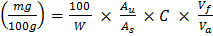 (mg/100g) = 100/W × A_u/A_s × C × V_f/V_a